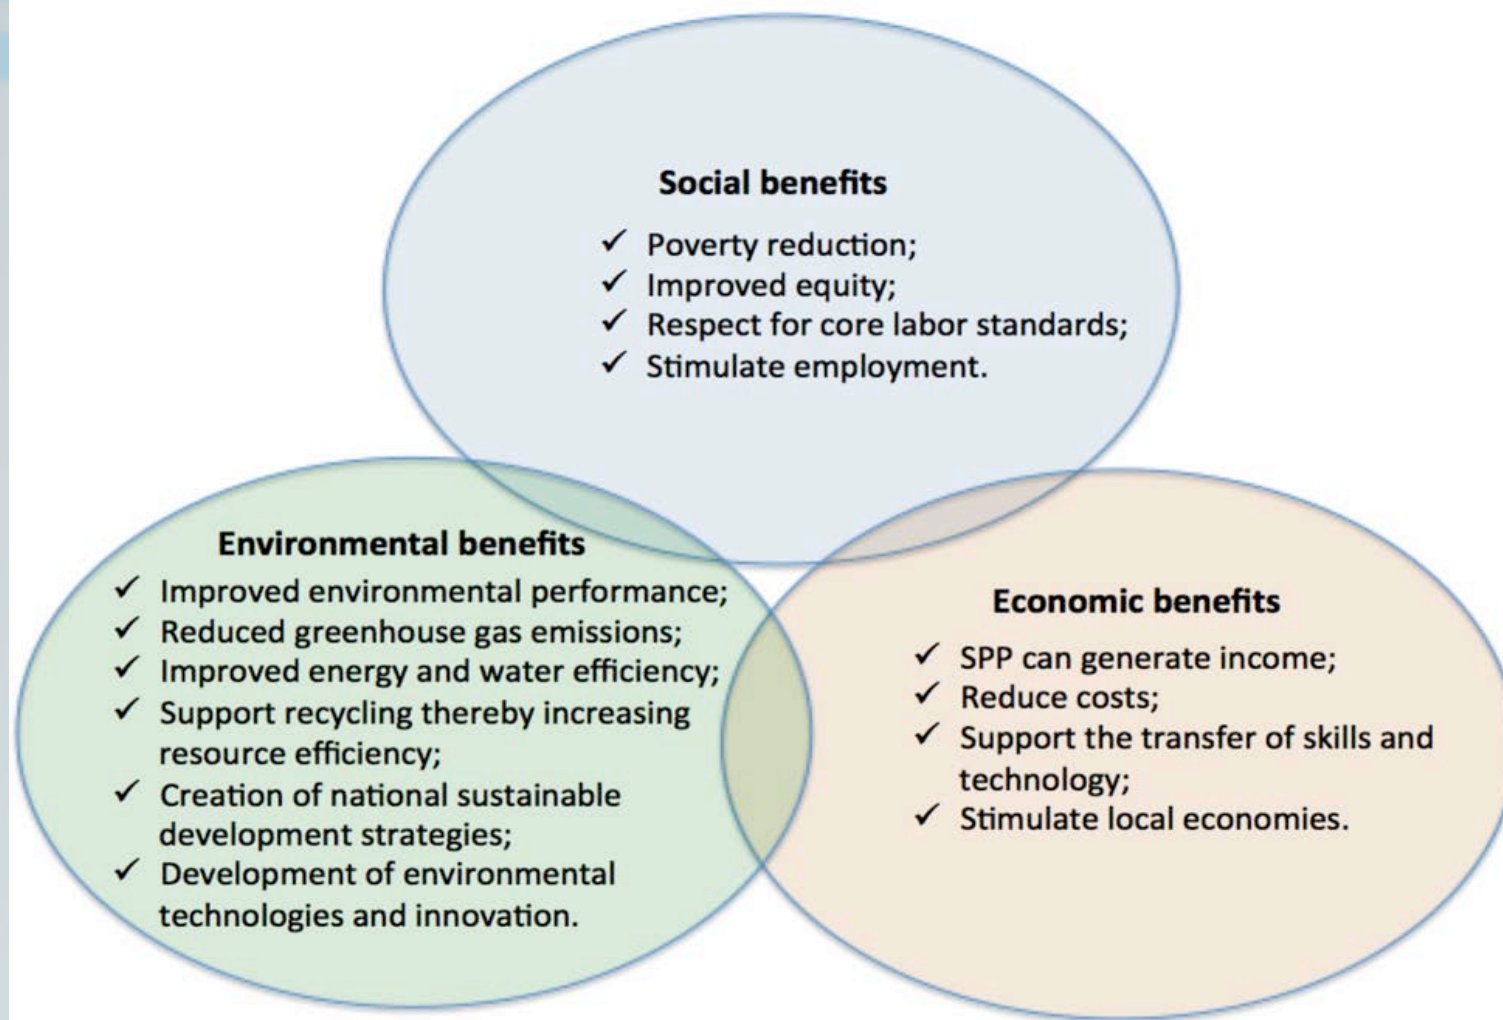 Social benefits
✓ Poverty reduction;
✓ Improved equity;
✓ Respect for core labor standards;
✓ Stimulate employment.
Environmental benefits
✓ Improved environmental performance;
✓ Reduced greenhouse gas emissions;
✓ Improved energy and water efficiency;
✓ Support recycling thereby increasing
resource efficiency;
✓ Creation of national sustainable
development strategies;
✓ Development of environmental
technologies and innovation.
Economic benefits
✓ SPP can generate income;
✓ Reduce costs;
✓ Support the transfer of skills and
technology;
✓ Stimulate local economies.